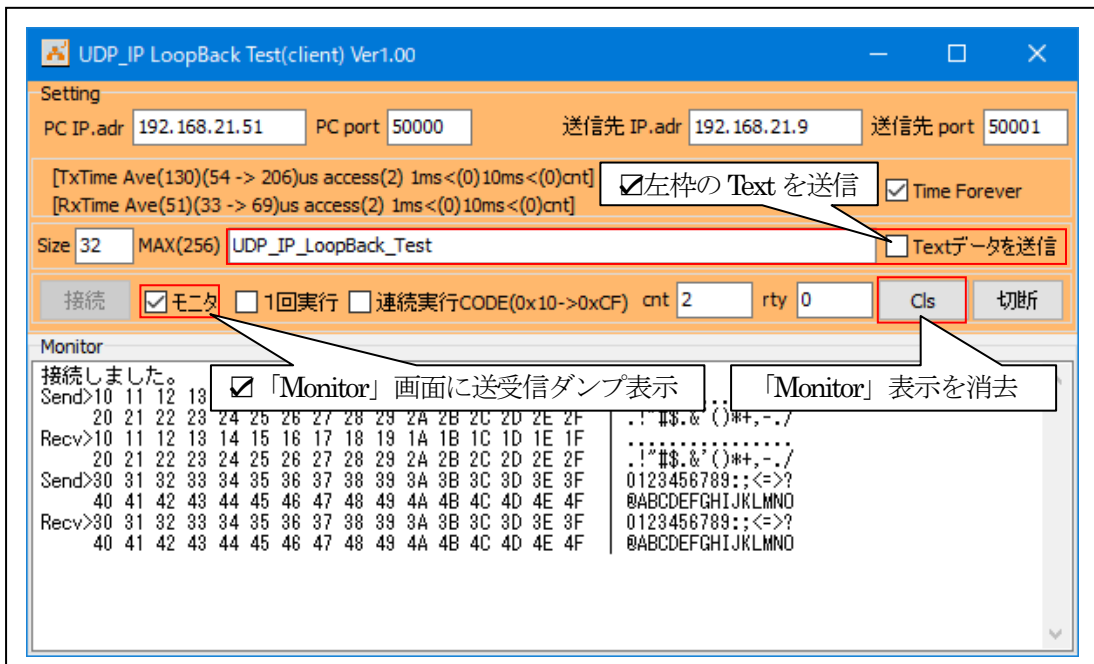 UDP_IP LoopBack Test(client) Ver1.00
Setting
PC IP.adr 192.168.21.51 PC port 50000 送信先 IP.adr 192.168.21.9 送信先 port 50001
[TxTime Ave(130)(54 -> 206)us access(2) 1ms<(0)10ms<(0)cnt]
☑左枠の Text を送信
Time Forever
[RxTime Ave(51)(33 -> 69)us access(2) 1ms<(0)10ms<(0)cnt]
Size 32 MAX(256) UDP_IP_LoopBack_Test Textデータを送信
接続 モニタ 1回実行 連続実行CODE(0x10->0xCF) cnt 2 rty 0 Cls 切断
Monitor
接続しました。
☑「Monitor」画面に送受信ダンプ表示
「Monitor」表示を消去
Send>10 11 12 13
20 21 22 23 24 25 26 27 28 29 2A 2B 2C 2D 2E 2F | .!"#$.&'()*+,-./
Recv>10 11 12 13 14 15 16 17 18 19 1A 1B 1C 1D 1E 1F | ................
20 21 22 23 24 25 26 27 28 29 2A 2B 2C 2D 2E 2F | .!"#$.&'()*+,-./
Send>30 31 32 33 34 35 36 37 38 39 3A 3B 3C 3D 3E 3F | 0123456789:;<=>?
40 41 42 43 44 45 46 47 48 49 4A 4B 4C 4D 4E 4F | @ABCDEFGHIJKLMNO
Recv>30 31 32 33 34 35 36 37 38 39 3A 3B 3C 3D 3E 3F | 0123456789:;<=>?
40 41 42 43 44 45 46 47 48 49 4A 4B 4C 4D 4E 4F | @ABCDEFGHIJKLMNO